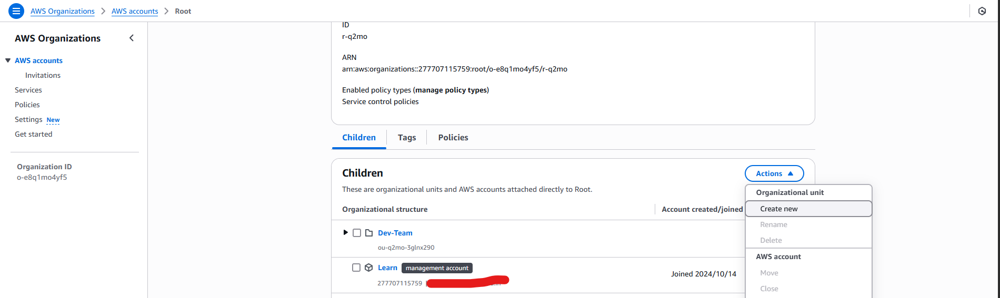 AWS Organizations > AWS accounts > Root
AWS Organizations
AWS accounts
Invitations
Services
Policies
Settings New
Get started
Organization ID
o-e8q1mo4yf5
ID
r-q2mo
ARN
arn:aws:organizations::277707115759:root/o-e8q1mo4yf5/r-q2mo
Enabled policy types (manage policy types)
Service control policies
Children Tags Policies
Children
Actions
These are organizational units and AWS accounts attached directly to Root.
Organizational structure
Account created/joined
Dev-Team
ou-q2mo-3glnx290
Learn management account
277707115759 |
Joined 2024/10/14
Organizational unit
Create new
Rename
Delete
AWS account
Move
Close